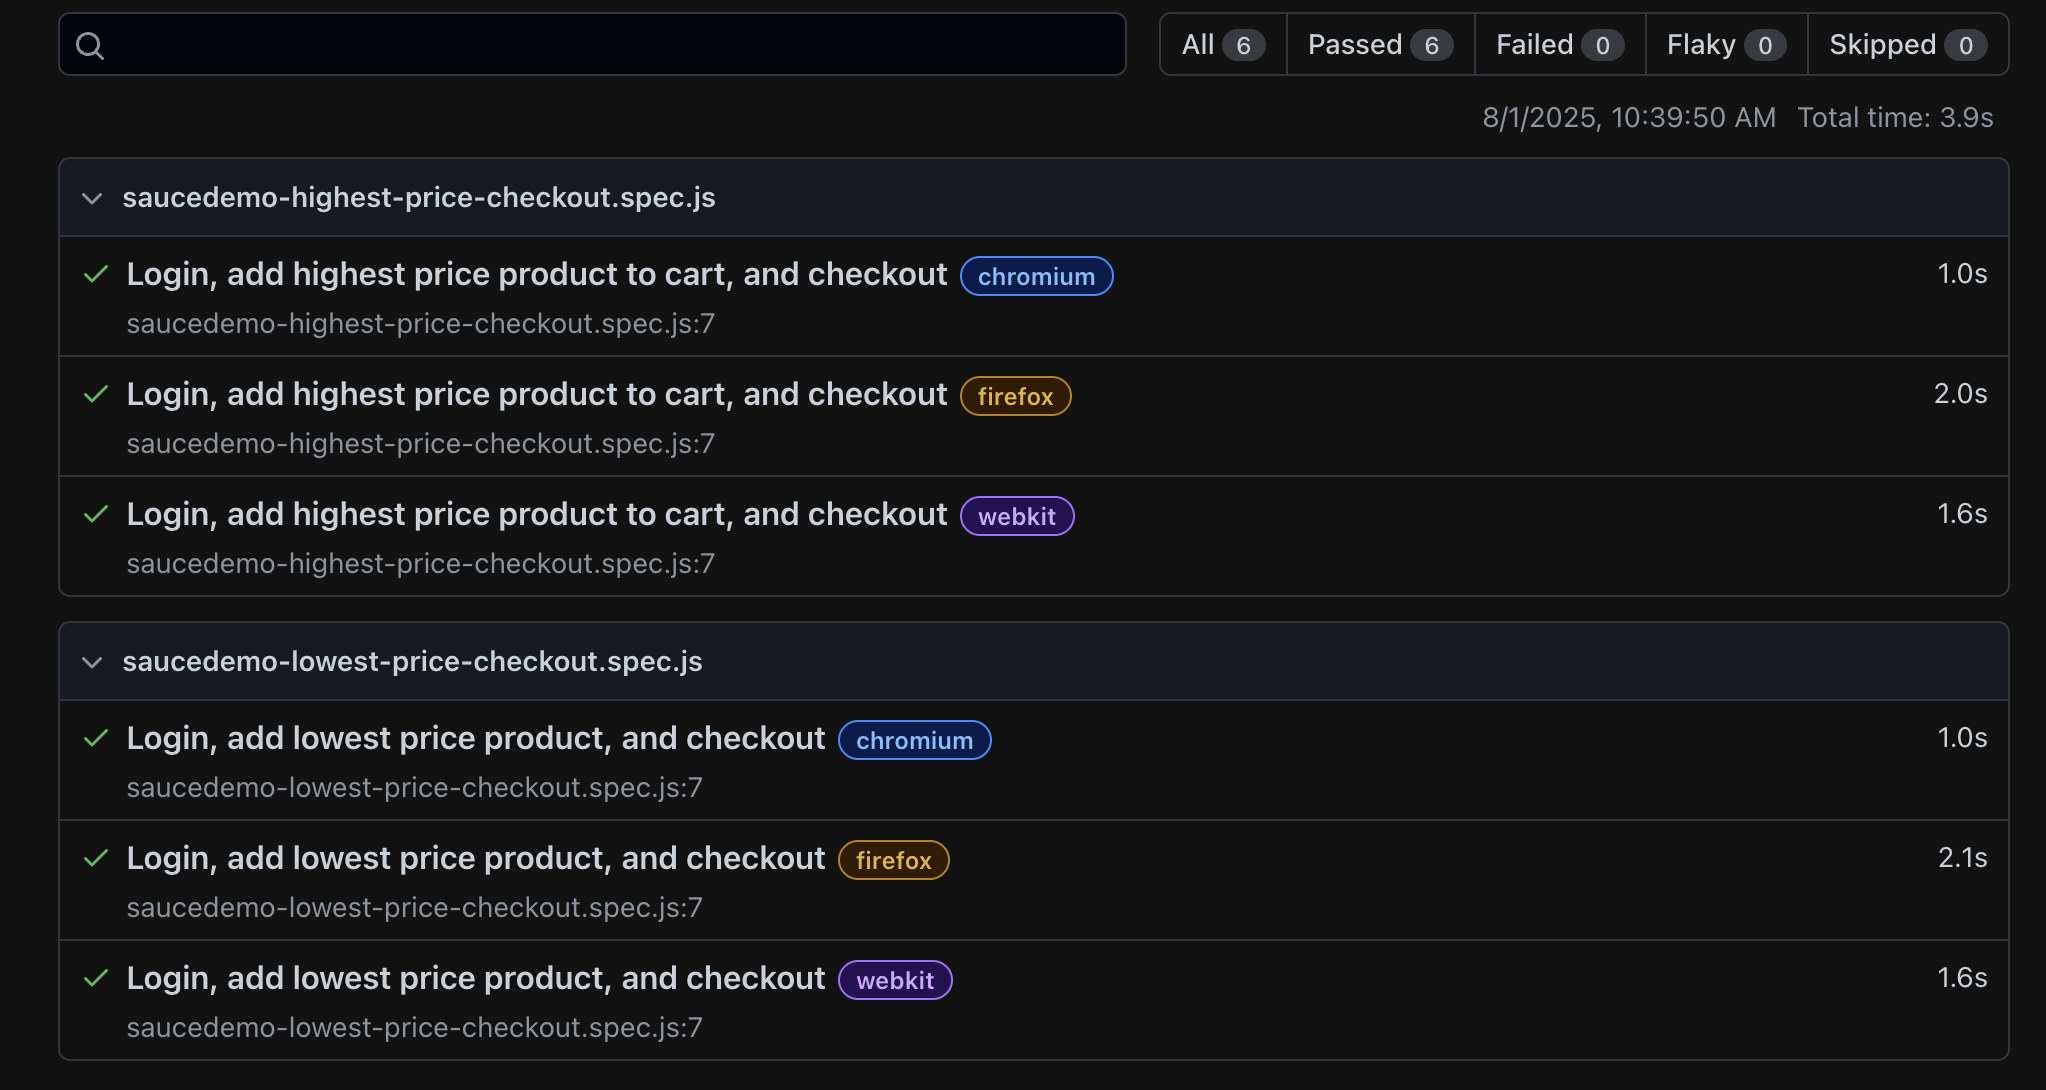 All 6 Passed 6 Failed 0 Flaky 0 Skipped 0
8/1/2025, 10:39:50 AM Total time: 3.9s
saucedemo-highest-price-checkout.spec.js
Login, add highest price product to cart, and checkout chromium 1.0s
saucedemo-highest-price-checkout.spec.js:7
Login, add highest price product to cart, and checkout firefox 2.0s
saucedemo-highest-price-checkout.spec.js:7
Login, add highest price product to cart, and checkout webkit 1.6s
saucedemo-highest-price-checkout.spec.js:7
saucedemo-lowest-price-checkout.spec.js
Login, add lowest price product, and checkout chromium 1.0s
saucedemo-lowest-price-checkout.spec.js:7
Login, add lowest price product, and checkout firefox 2.1s
saucedemo-lowest-price-checkout.spec.js:7
Login, add lowest price product, and checkout webkit 1.6s
saucedemo-lowest-price-checkout.spec.js:7